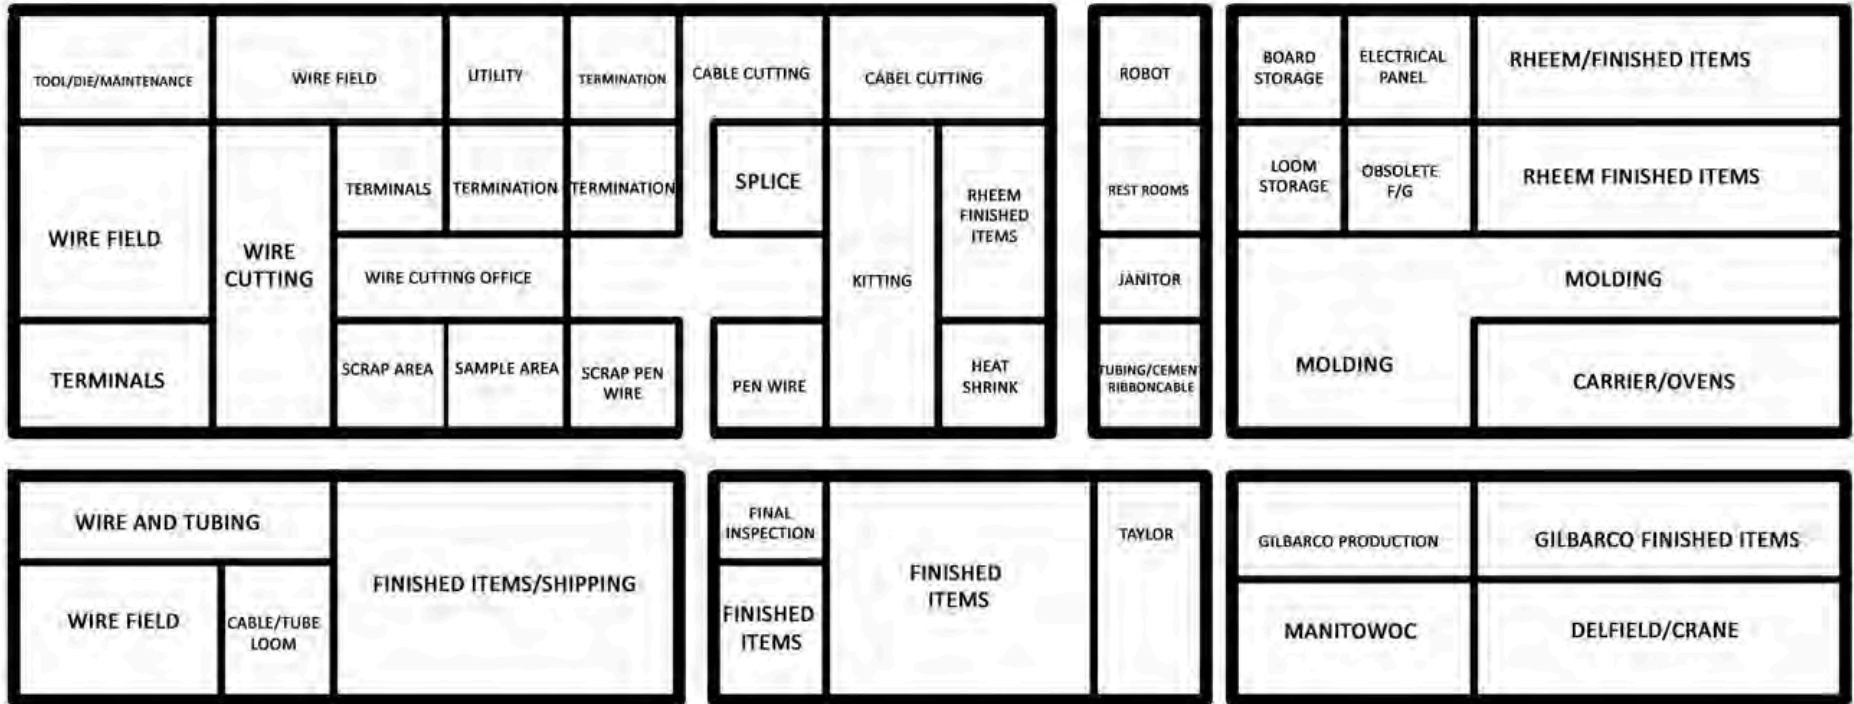 TOOL/DIE/MAINTENANCE
WIRE FIELD
UTILITY
TERMINATION
CABLE CUTTING
CABEL CUTTING
ROBOT
BOARD
STORAGE
ELECTRICAL
PANEL
RHEEM/FINISHED ITEMS
WIRE FIELD
WIRE
CUTTING
TERMINALS
TERMINATION
TERMINATION
SPLICE
KITTING
RHEEM
FINISHED
ITEMS
REST ROOMS
LOOM
STORAGE
OBSOLETE
F/G
RHEEM FINISHED ITEMS
WIRE CUTTING OFFICE
JANITOR
MOLDING
TERMINALS
SCRAP AREA
SAMPLE AREA
SCRAP PEN
WIRE
PEN WIRE
HEAT
SHRINK
TUBING/CEMENT
RIBBONCABLE
MOLDING
CARRIER/OVENS
WIRE AND TUBING
FINISHED ITEMS/SHIPPING
FINAL
INSPECTION
FINISHED
ITEMS
TAYLOR
GILBARCO PRODUCTION
GILBARCO FINISHED ITEMS
WIRE FIELD
CABLE/TUBE
LOOM
FINISHED
ITEMS
MANITOWOC
DELFIELD/CRANE